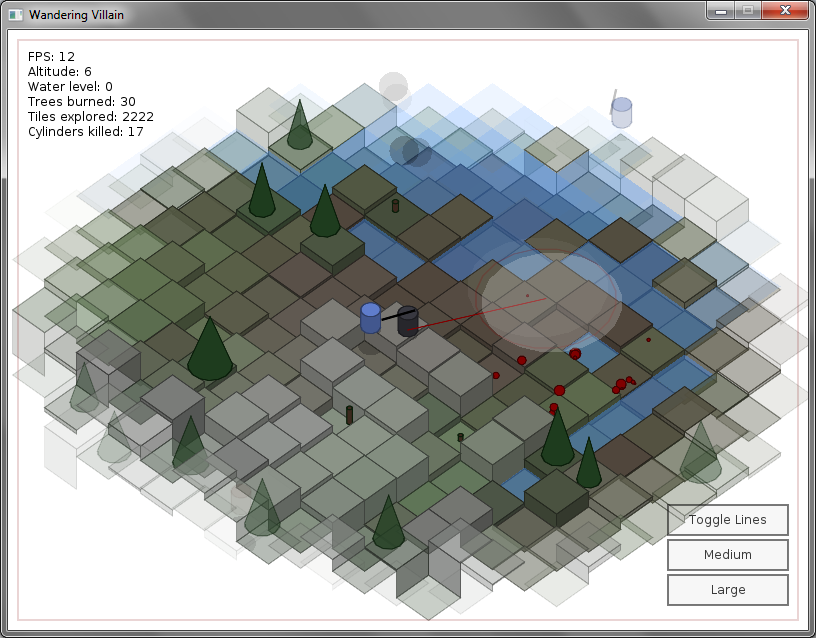 Wandering Villain
FPS: 12
Altitude: 6
Water level: 0
Trees burned: 30
Tiles explored: 2222
Cylinders killed: 17
Toggle Lines
Medium
Large